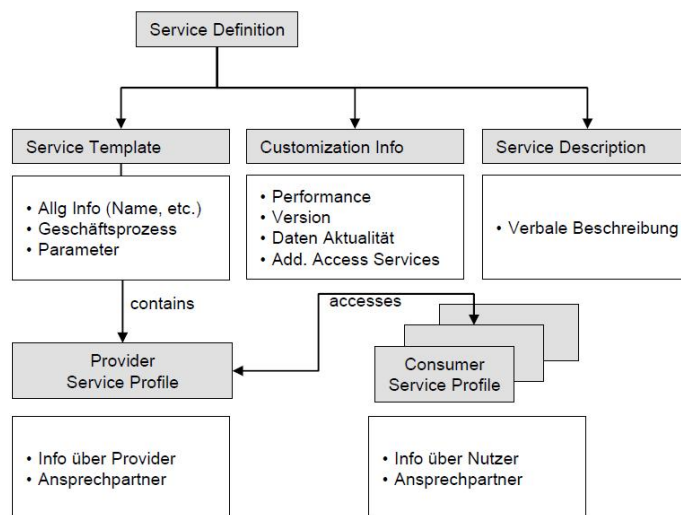 Service Definition
Service Template
Customization Info
Service Description
• Allg Info (Name, etc.)
• Geschäftsprozess
• Parameter
• Performance
• Version
• Daten Aktualität
• Add. Access Services
• Verbale Beschreibung
contains
accesses
Provider
Service Profile
Consumer
Service Profile
• Info über Provider
• Ansprechpartner
• Info über Nutzer
• Ansprechpartner